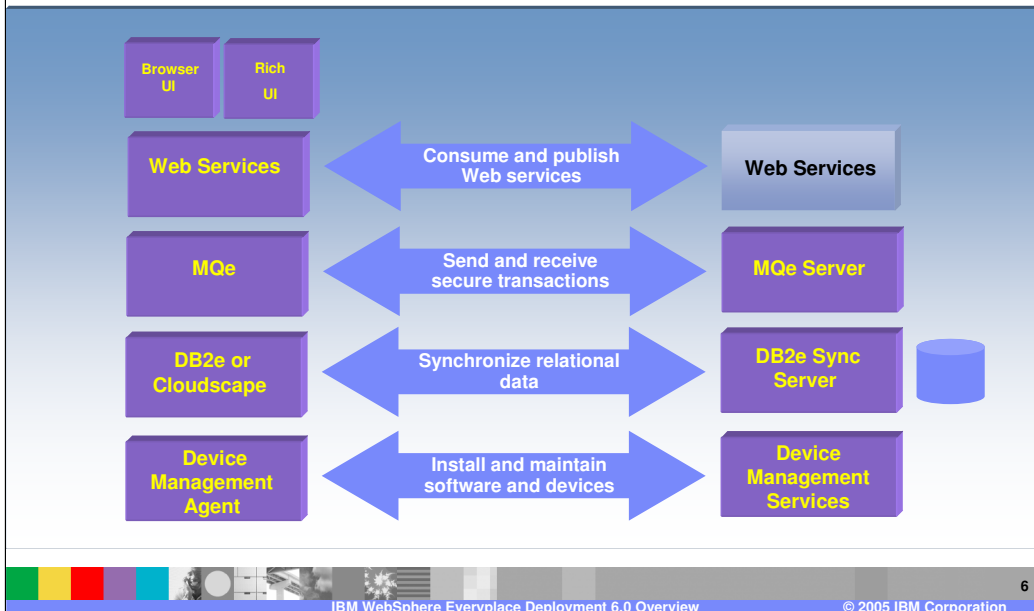 Browser
UI
Rich
UI
Web Services
Consume and publish
Web services
Web Services
MQe
Send and receive
secure transactions
MQe Server
DB2e or
Cloudscape
Synchronize relational
data
DB2e Sync
Server
Device
Management
Agent
Install and maintain
software and devices
Device
Management
Services
6
IBM WebSphere Everyplace Deployment 6.0 Overview
© 2005 IBM Corporation